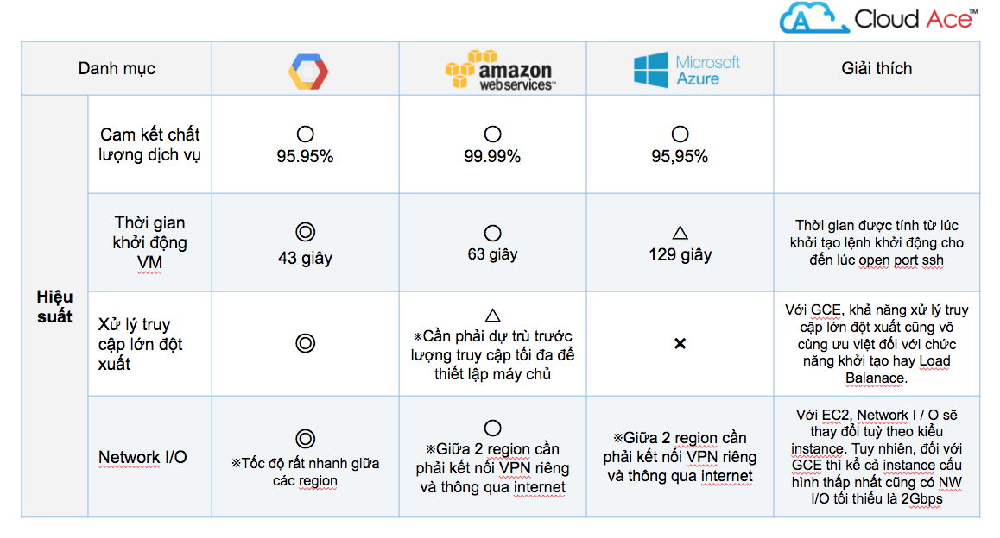 A Cloud Ace™
Danh mục
amazon
webservices™
Microsoft
Azure
Giải thích
Hiệu
suất
Cam kết chất
lượng dịch vụ
○
95.95%
○
99.99%
○
95,95%
Thời gian
khởi động
VM
◎
43 giây
○
63 giây
△
129 giây
Thời gian được tính từ lúc
khởi tạo lệnh khởi động cho
đến lúc open port ssh
Xử lý truy
cập lớn đột
xuất
◎
△
※Cần phải dự trù trước
lượng truy cập tối đa để
thiết lập máy chủ
×
Với GCE, khả năng xử lý truy
cập lớn đột xuất cũng vô
cùng ưu việt đối với chức
năng khởi tạo hay Load
Balanace.
Network I/O
◎
※Tốc độ rất nhanh giữa
các region
○
※Giữa 2 region cần
phải kết nối VPN riêng
và thông qua internet
※Giữa 2 region cần
phải kết nối VPN riêng
và thông qua internet
Với EC2, Network I / O sẽ
thay đổi tuỳ theo kiểu
instance. Tuy nhiên, đối với
GCE thì kể cả instance cấu
hình thấp nhất cũng có NW
I/O tối thiểu là 2Gbps